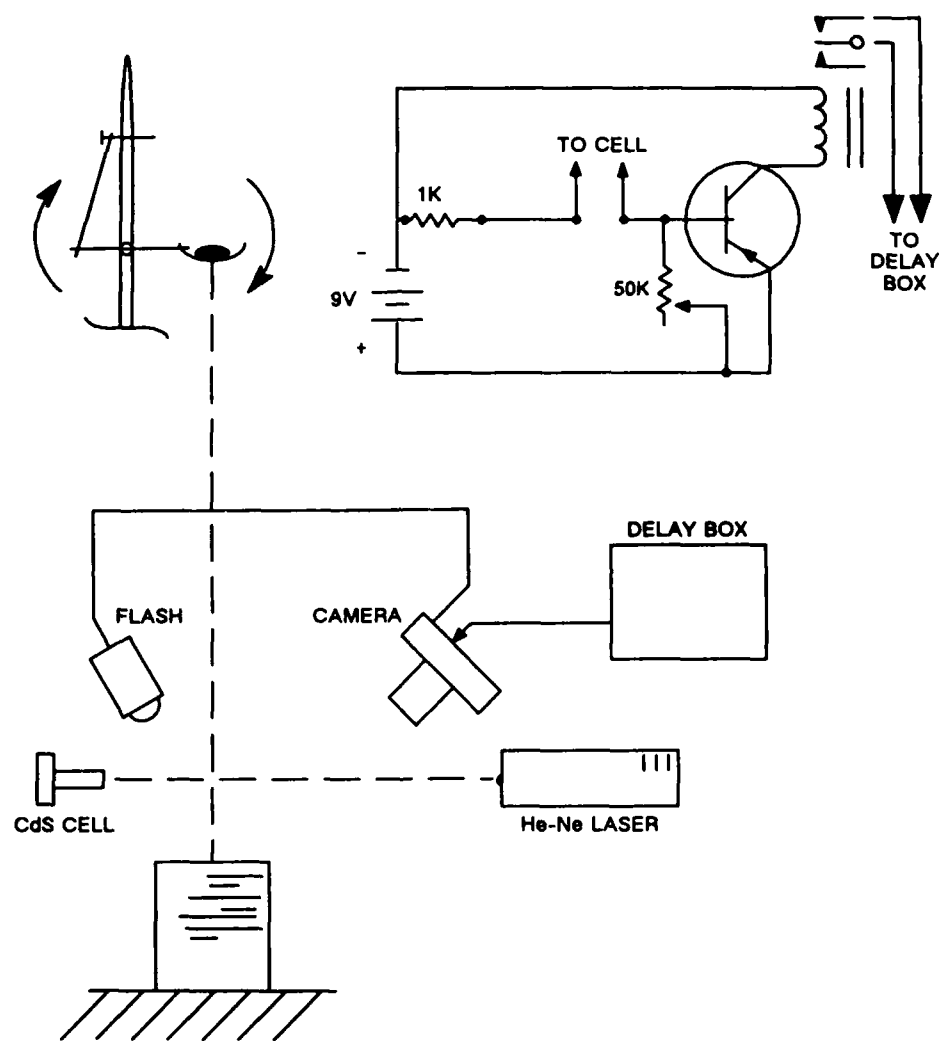 TO CELL
1K
-
9V
+
50K
TO
DELAY
BOX
DELAY BOX
FLASH
CAMERA
CdS CELL
He-Ne LASER